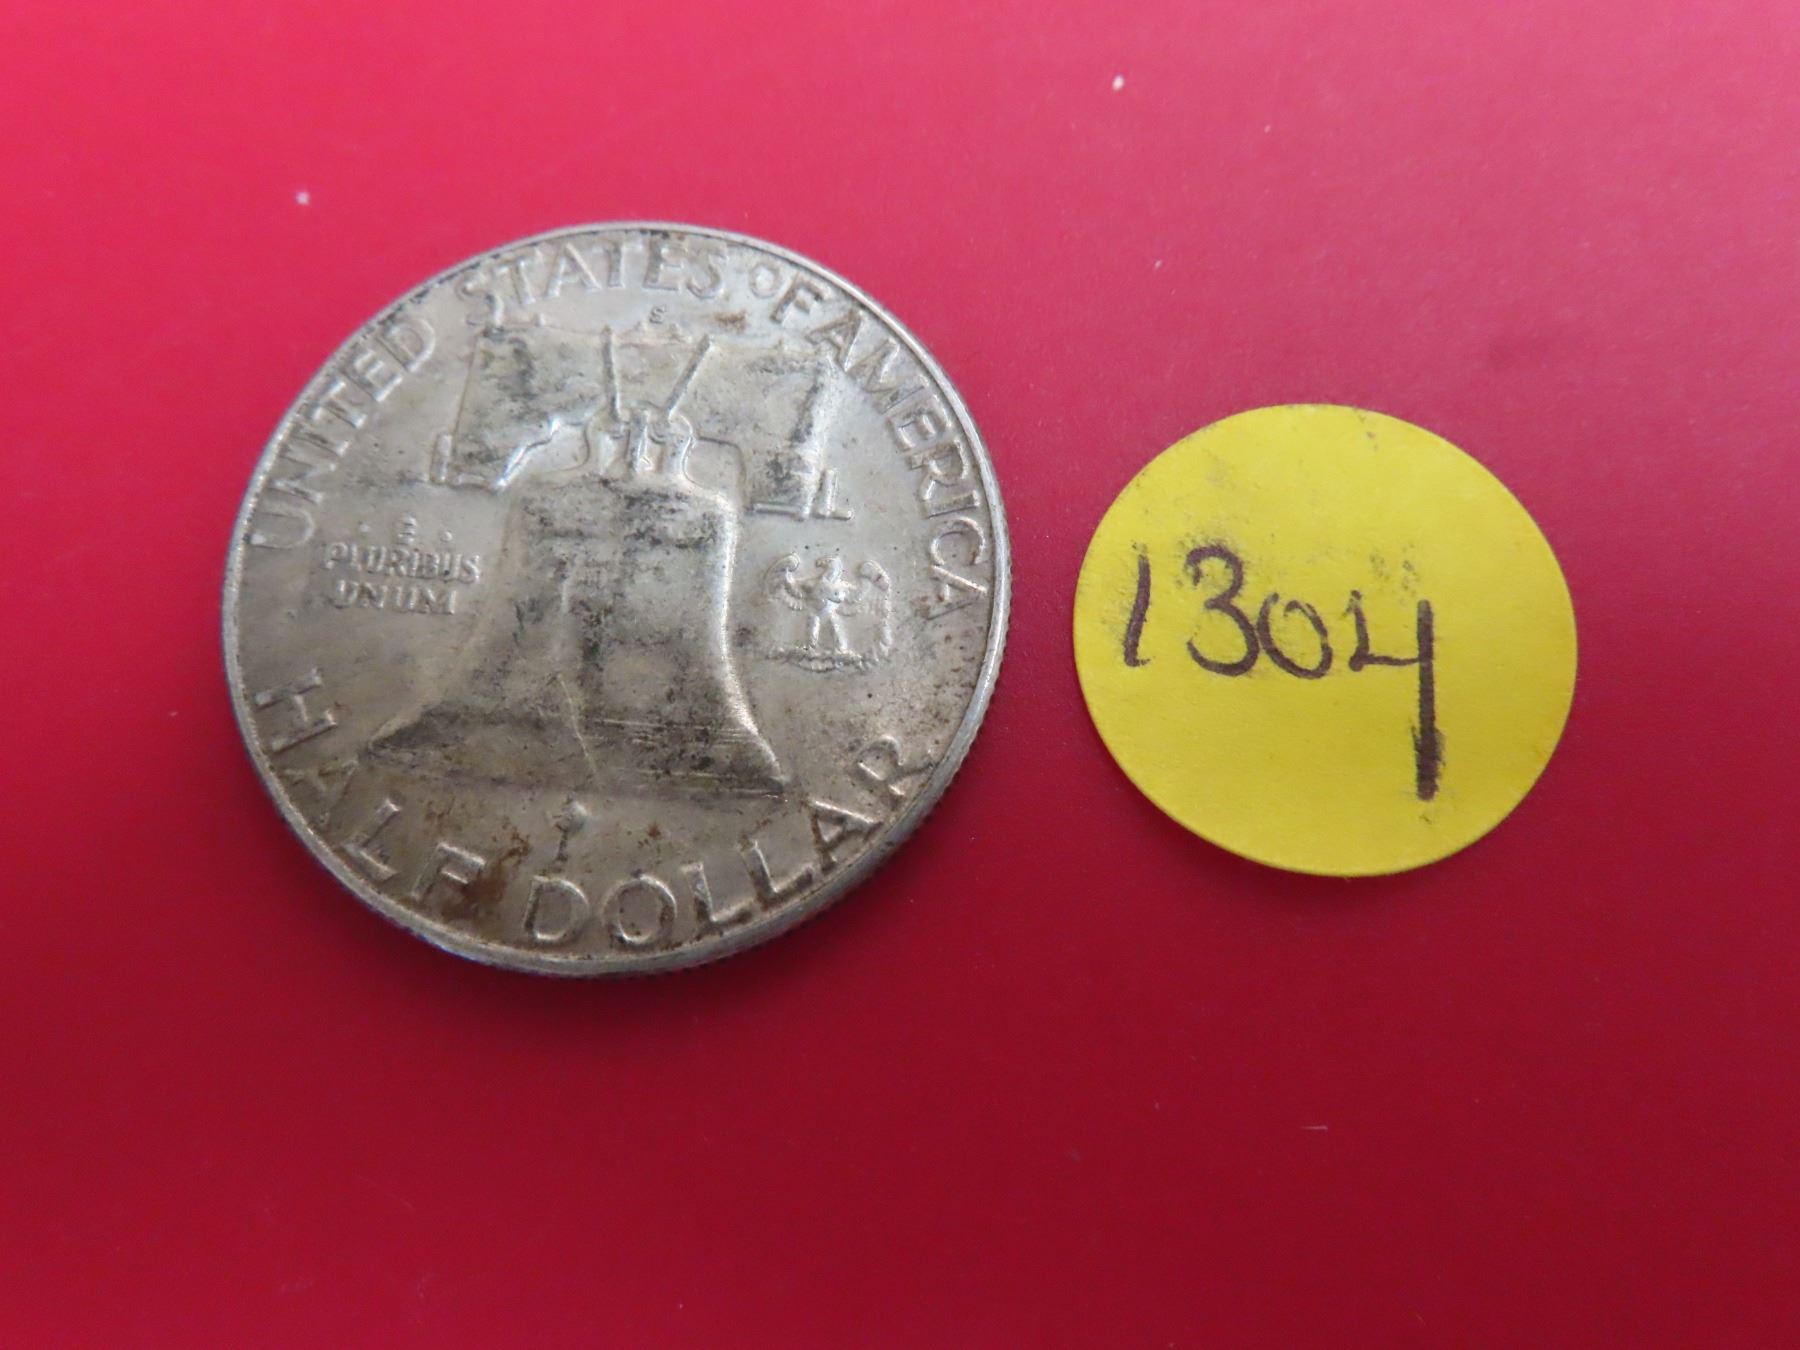 UNITED STATES OF AMERICA
S
E
PLURIBUS
UNUM
HALF DOLLAR
1304